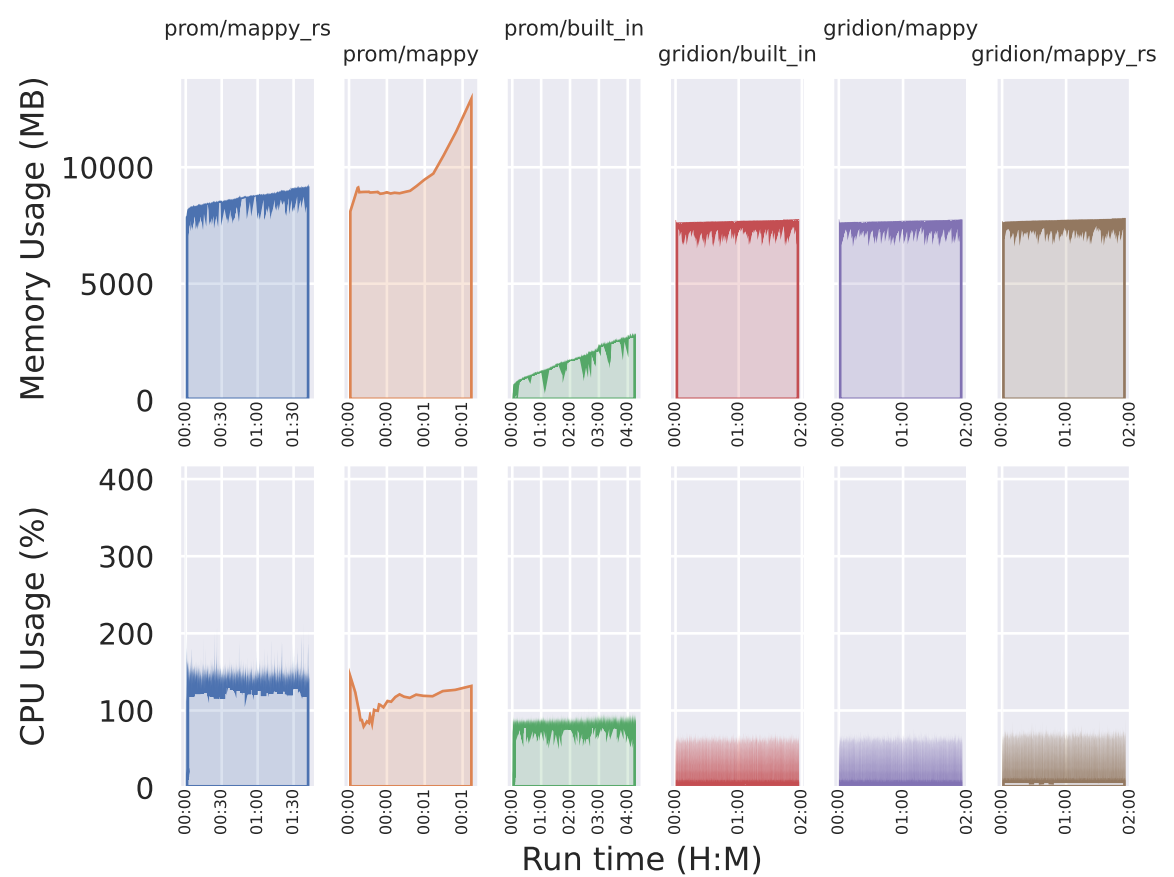 prom/mappy_rs
prom/built_in
gridion/mappy
prom/mappy
gridion/built_in
gridion/mappy_rs
Memory Usage (MB)
10000
5000
0
00:00 00:30 01:00 01:30
00:00 00:00 00:01 00:01
00:00 01:00 02:00 03:00 04:00
00:00 01:00 02:00
00:00 01:00 02:00
00:00 01:00 02:00
CPU Usage (%)
400
300
200
100
0
00:00 00:30 01:00 01:30
00:00 00:00 00:01 00:01
00:00 01:00 02:00 03:00 04:00
00:00 01:00 02:00
00:00 01:00 02:00
00:00 01:00 02:00
Run time (H:M)